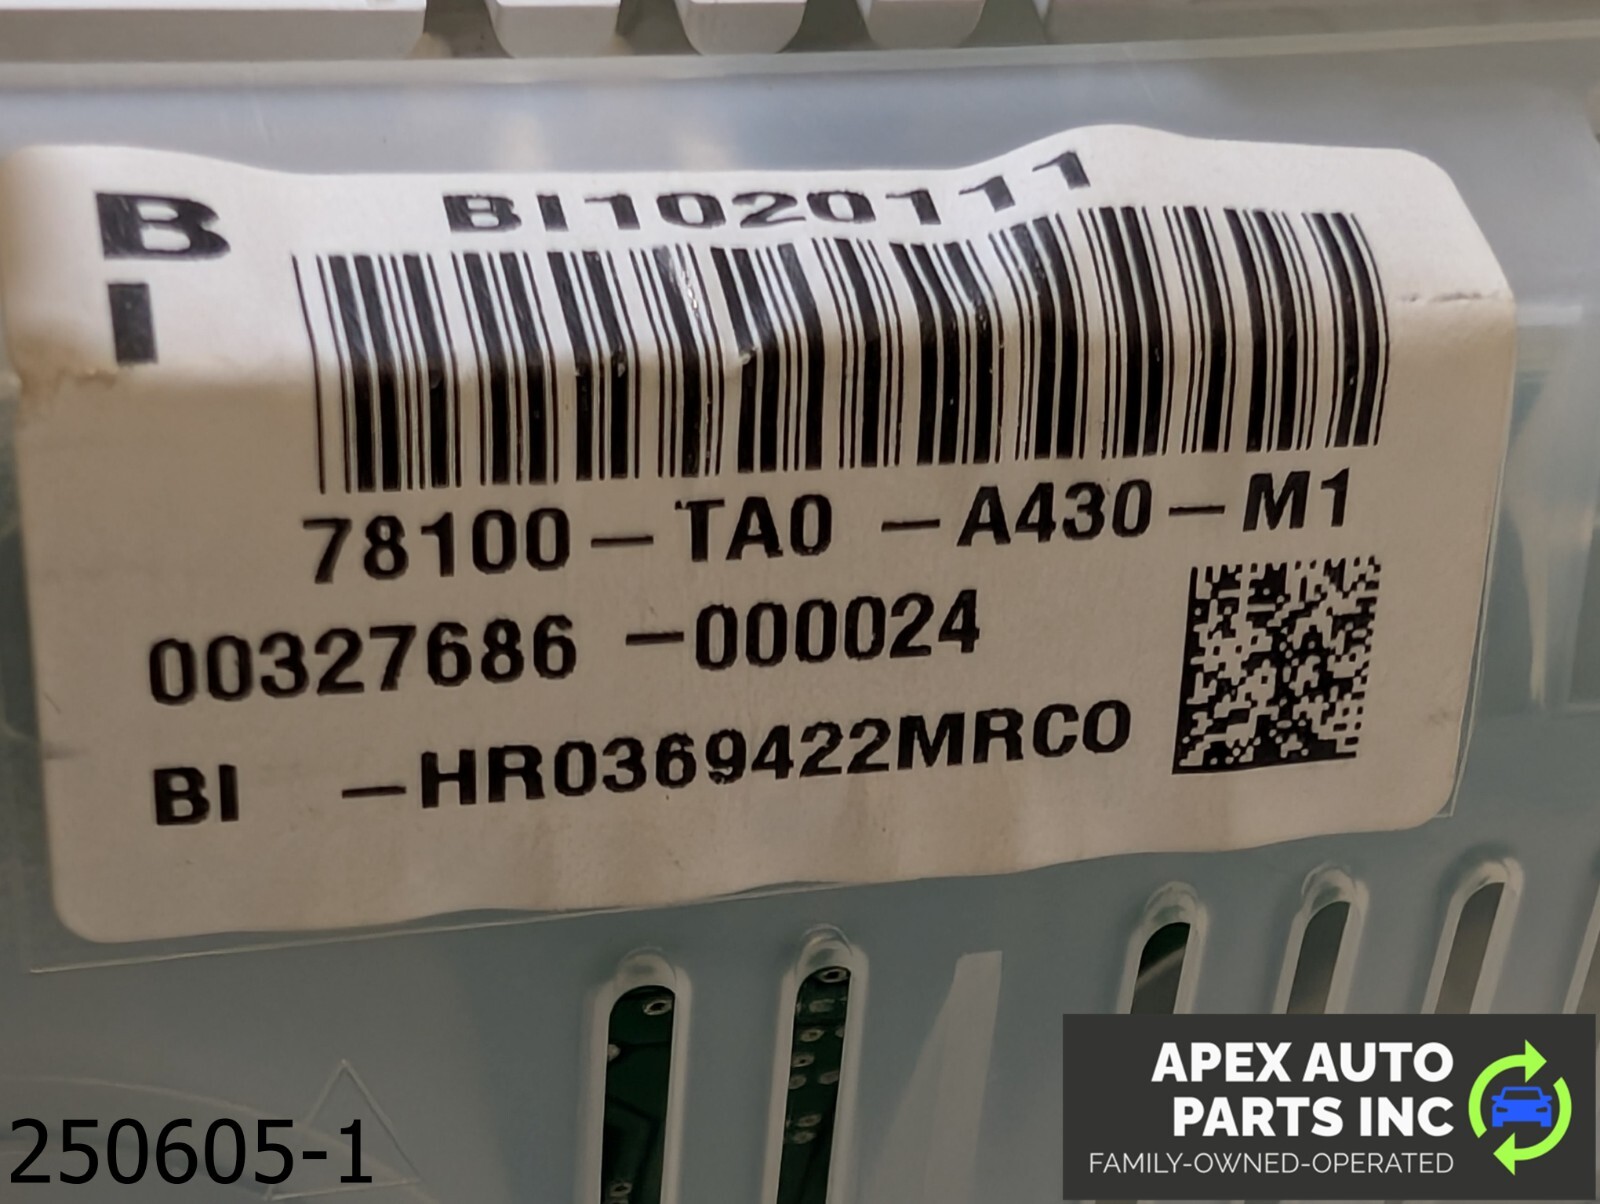 B
I
BI1020111
78100-TA0 -A430-M1
00327686 -000024
BI -HR0369422MRCO
250605-1
APEX AUTO
PARTS INC
FAMILY-OWNED-OPERATED